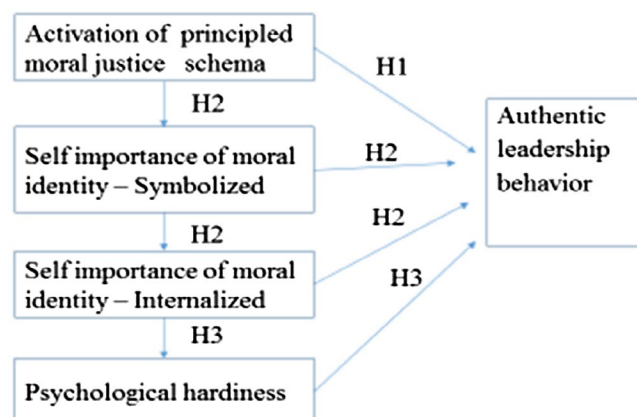 Activation of principled
moral justice schema
H1
H2
Self importance of moral
identity – Symbolized
H2
Authentic
leadership
behavior
H2
H2
Self importance of moral
identity – Internalized
H3
H3
Psychological hardiness